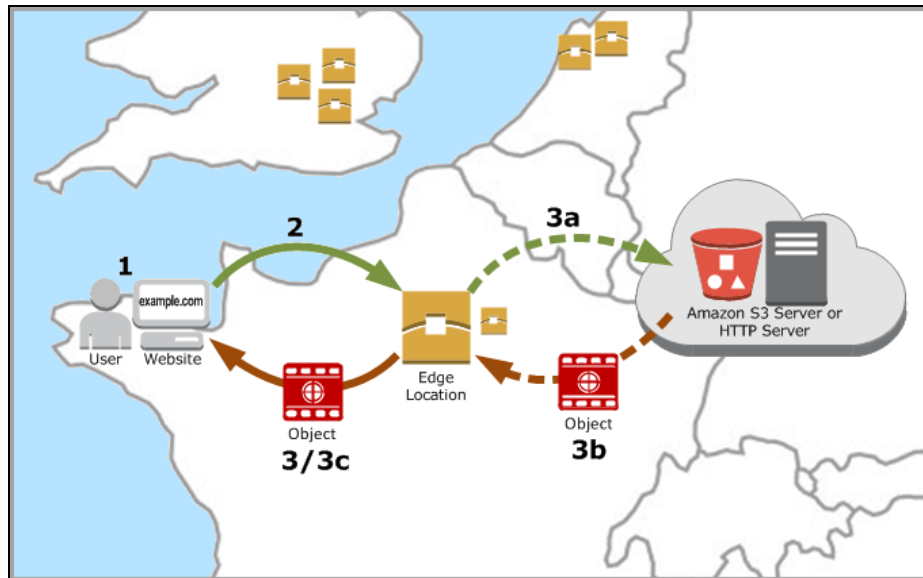 2
3a
1
example.com
User
Website
Edge
Location
Amazon S3 Server or
HTTP Server
Object
3/3c
Object
3b